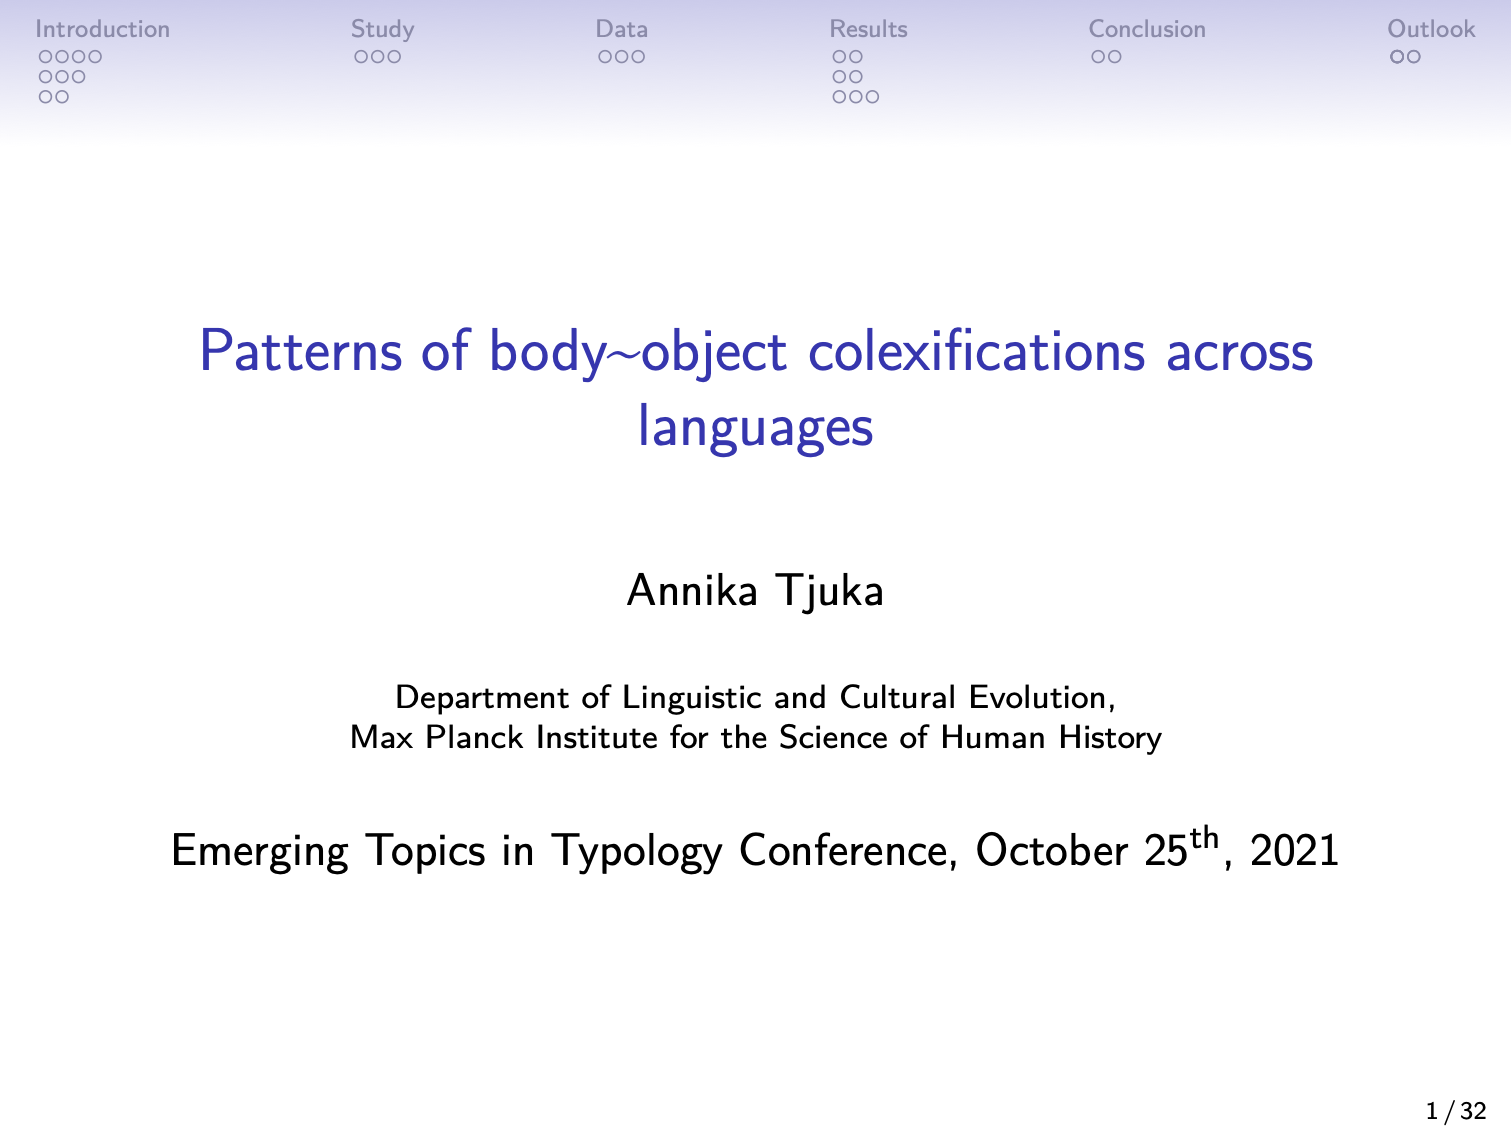 Introduction Study Data Results Conclusion Outlook
Patterns of body~object colexifications across
languages
Annika Tjuka
Department of Linguistic and Cultural Evolution,
Max Planck Institute for the Science of Human History
Emerging Topics in Typology Conference, October 25th, 2021
1 / 32